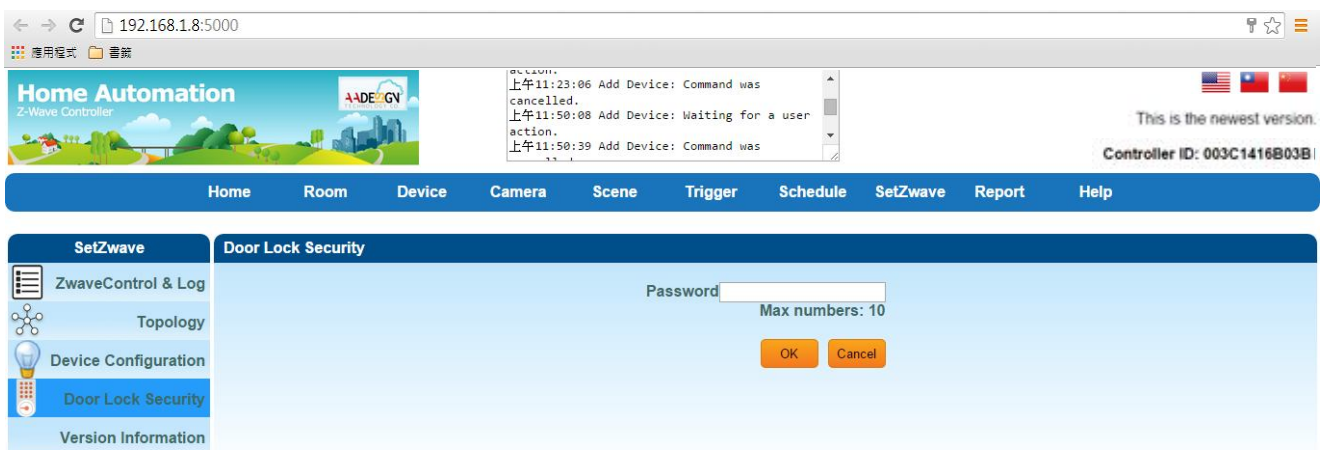 192.168.1.8:5000
應用程式 書籤
Home Automation
Z-Wave Controller
action.
上午11:23:06 Add Device: Command was
cancelled.
上午11:50:08 Add Device: Waiting for a user
action.
上午11:50:39 Add Device: Command was
This is the newest version.
Controller ID: 003C1416B03B
Home Room Device Camera Scene Trigger Schedule SetZwave Report Help
SetZwave
Door Lock Security
ZwaveControl & Log
Topology
Device Configuration
Door Lock Security
Version Information
Password
Max numbers: 10
OK Cancel